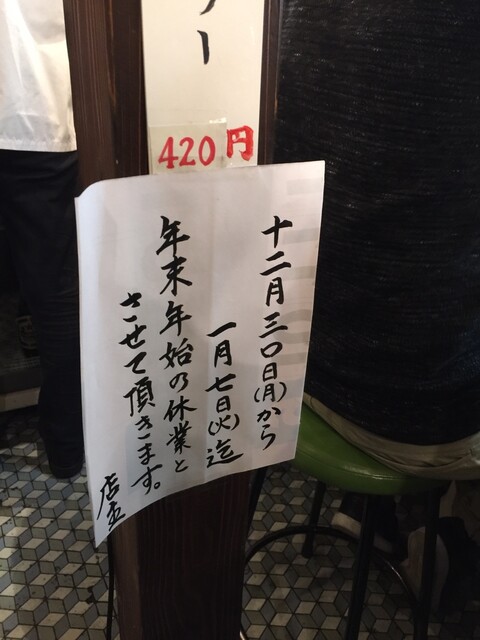 ー
420円
十二月三〇日(月)から
一月七日(火)迄
年末年始の休業と
させて頂きます。
店主